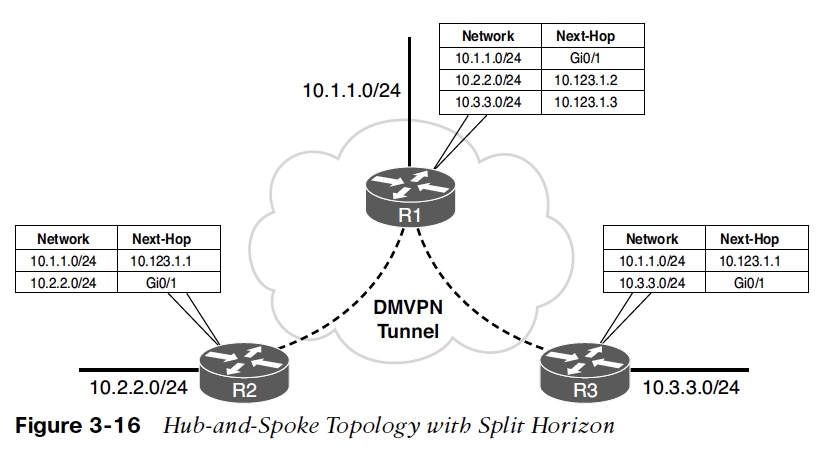 Network Next-Hop
10.1.1.0/24 Gi0/1
10.2.2.0/24 10.123.1.2
10.3.3.0/24 10.123.1.3
10.1.1.0/24
R1
Network Next-Hop
10.1.1.0/24 10.123.1.1
10.2.2.0/24 Gi0/1
Network Next-Hop
10.1.1.0/24 10.123.1.1
10.3.3.0/24 Gi0/1
DMVPN
Tunnel
10.2.2.0/24
R2
R3
10.3.3.0/24
Figure 3-16 Hub-and-Spoke Topology with Split Horizon